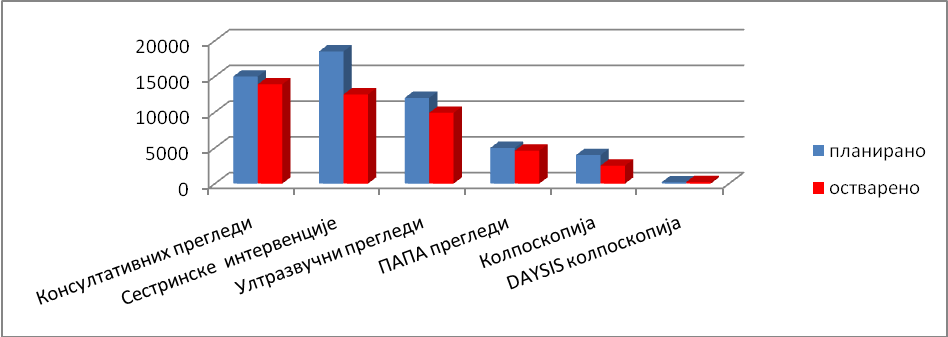 20000
15000
10000
5000
0
Консултативних прегледи
Сестринске интервенције
Ултразвучни прегледи
ПАПА прегледи
Колпоскопија
DAYSIS колпоскопија
планирано
остварено